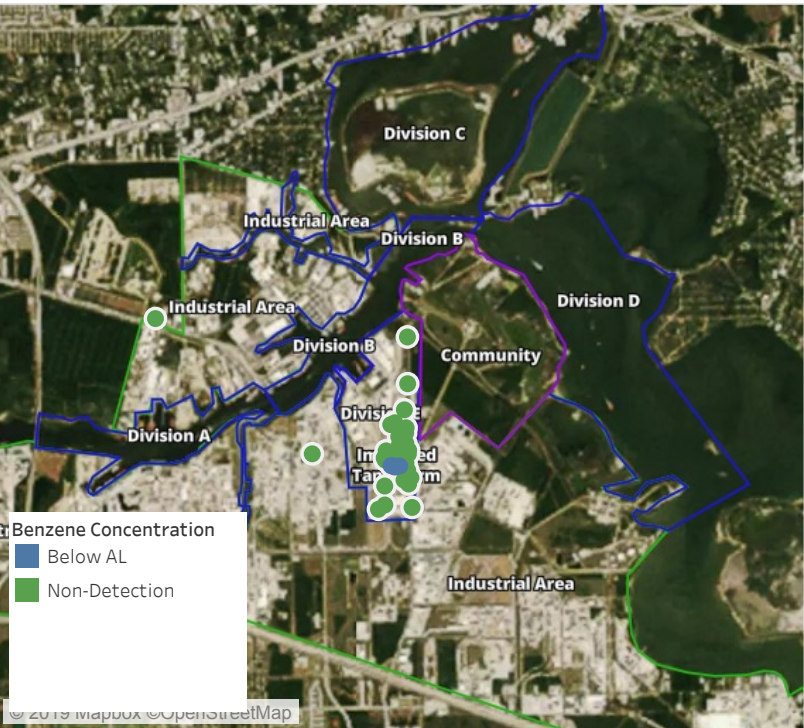 Division C
Industrial Area
Division B
Industrial Area
Division D
Division B
Community
Division A
Benzene Concentration
Below AL
Non-Detection
Industrial Area
© 2019 Mapbox ©OpenStreetMap